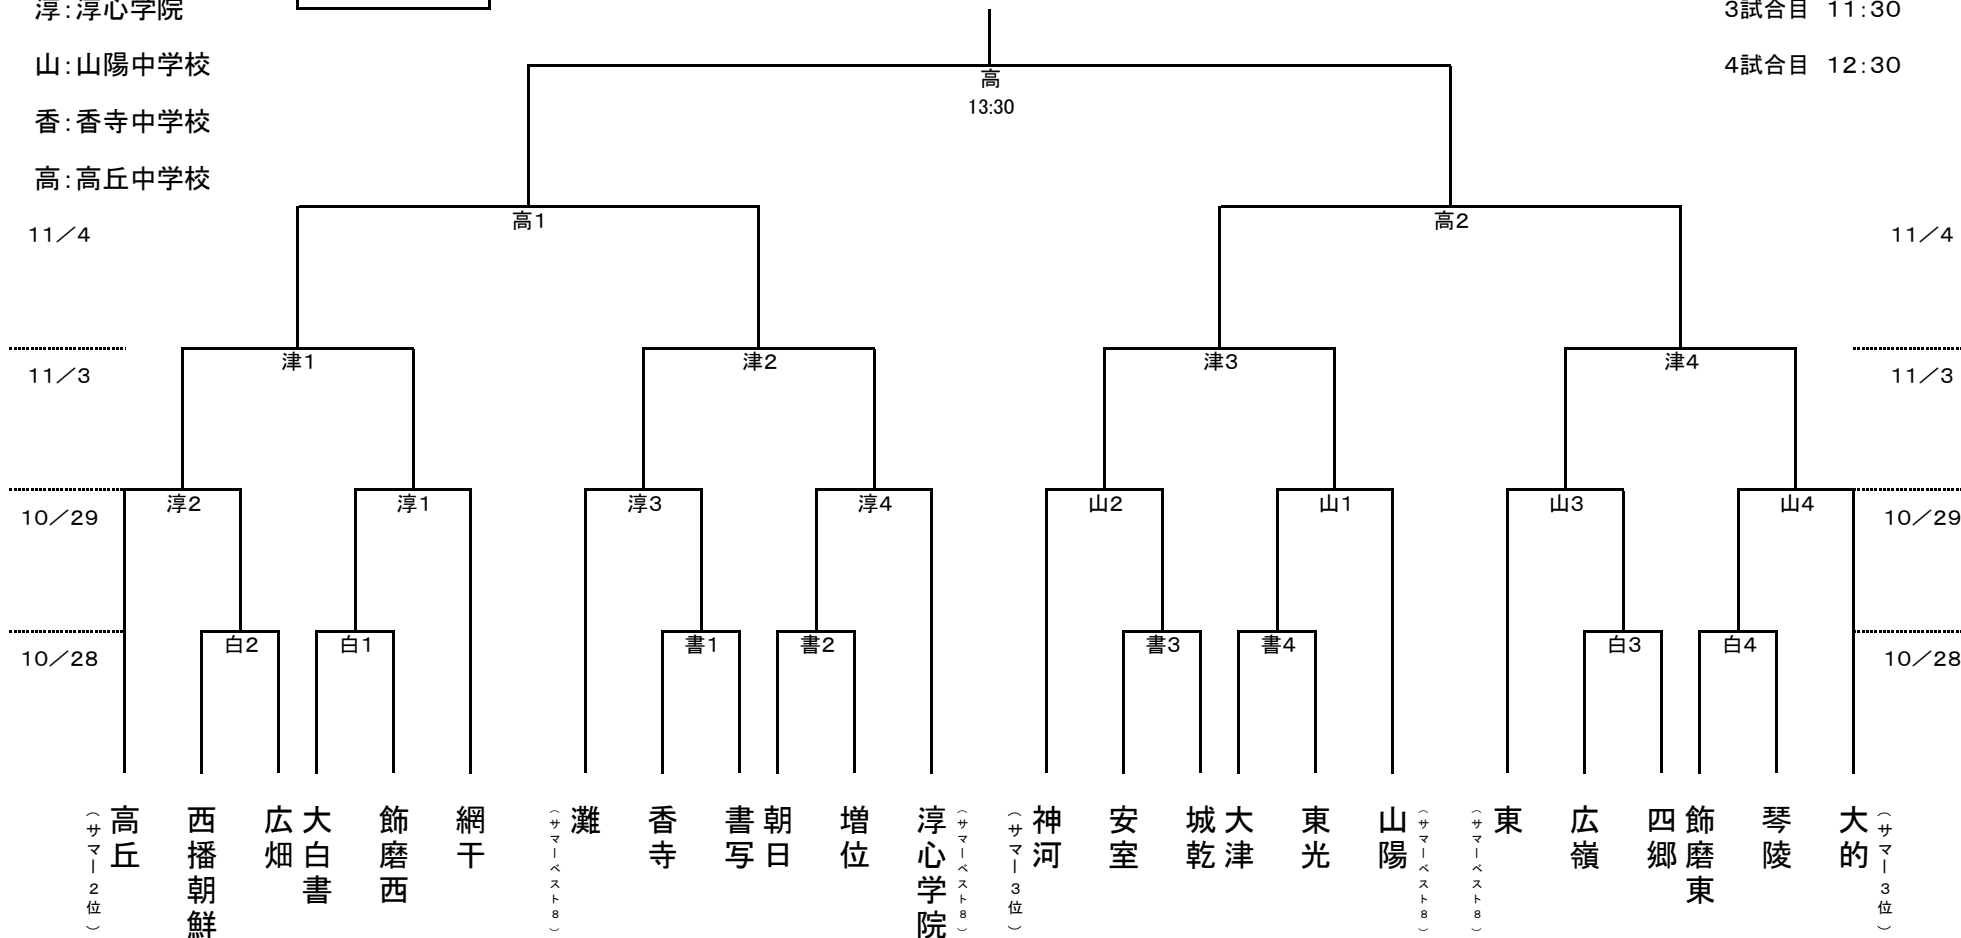 淳：淳心学院
3試合目 11：30
山：山陽中学校
4試合目 12：30
高
13:30
香：香寺中学校
高：高丘中学校
高1
高2
11／4
11／4
津1
津2
津3
津4
11／3
11／3
淳2
淳1
淳3
淳4
山2
山1
山3
山4
10／29
10／29
白2
白1
書1
書2
書3
書4
白3
白4
10／28
10／28
（サマー２位）
高丘
西播朝鮮
広畑
大白書
飾磨西
網干
（サマーベスト８）
灘
香寺
書写
朝日
増位
淳心学院
（サマーベスト８）
（サマー３位）
神河
安室
城乾
大津
東光
山陽
（サマーベスト８）
（サマーベスト８）
東
広嶺
四郷
飾磨東
琴陵
大的
（サマー３位）